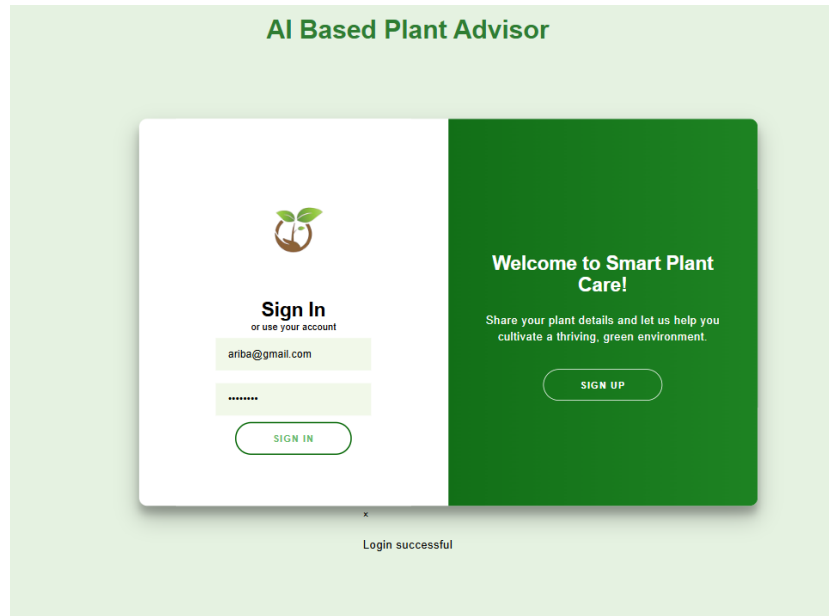 AI Based Plant Advisor
Sign In
or use your account
ariba@gmail.com
••••••••
SIGN IN
Welcome to Smart Plant
Care!
Share your plant details and let us help you
cultivate a thriving, green environment.
SIGN UP
×
Login successful